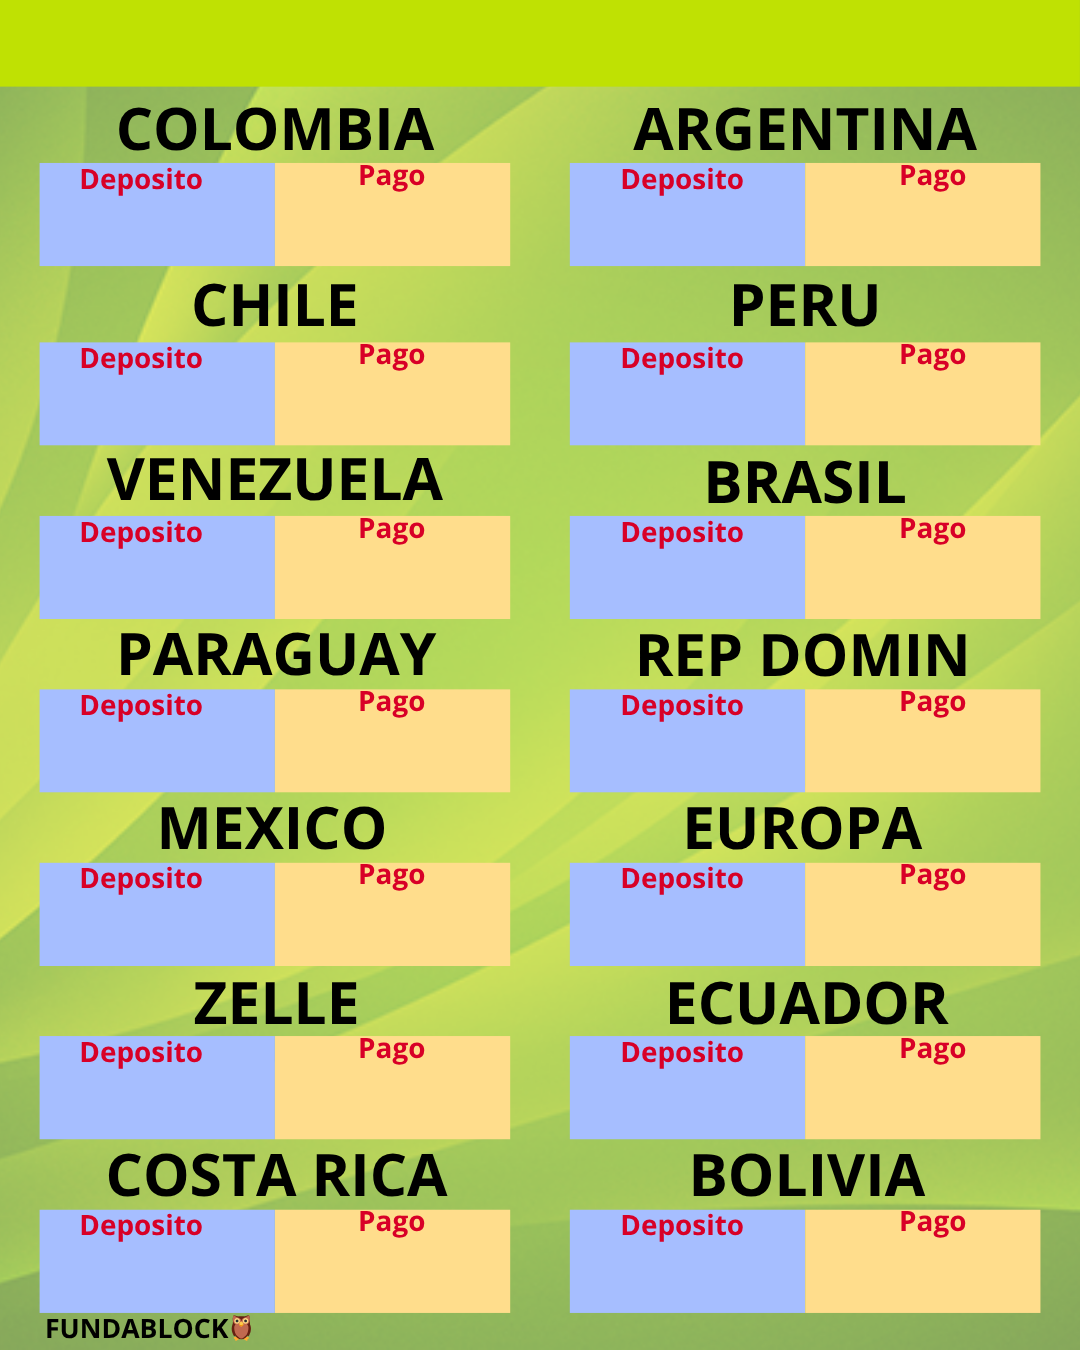 COLOMBIA ARGENTINA
Deposito Pago Deposito Pago
CHILE PERU
Deposito Pago Deposito Pago
VENEZUELA BRASIL
Deposito Pago Deposito Pago
PARAGUAY REP DOMIN
Deposito Pago Deposito Pago
MEXICO EUROPA
Deposito Pago Deposito Pago
ZELLE ECUADOR
Deposito Pago Deposito Pago
COSTA RICA BOLIVIA
Deposito Pago Deposito Pago
FUNDABLOCK🦉